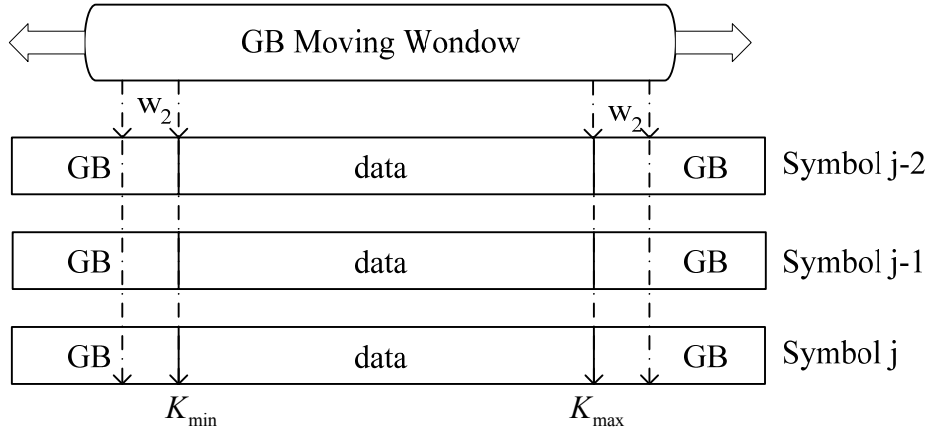 GB Moving Wondow
w2 w2
GB data GB Symbol j-2
GB data GB Symbol j-1
GB data GB Symbol j
Kmin Kmax